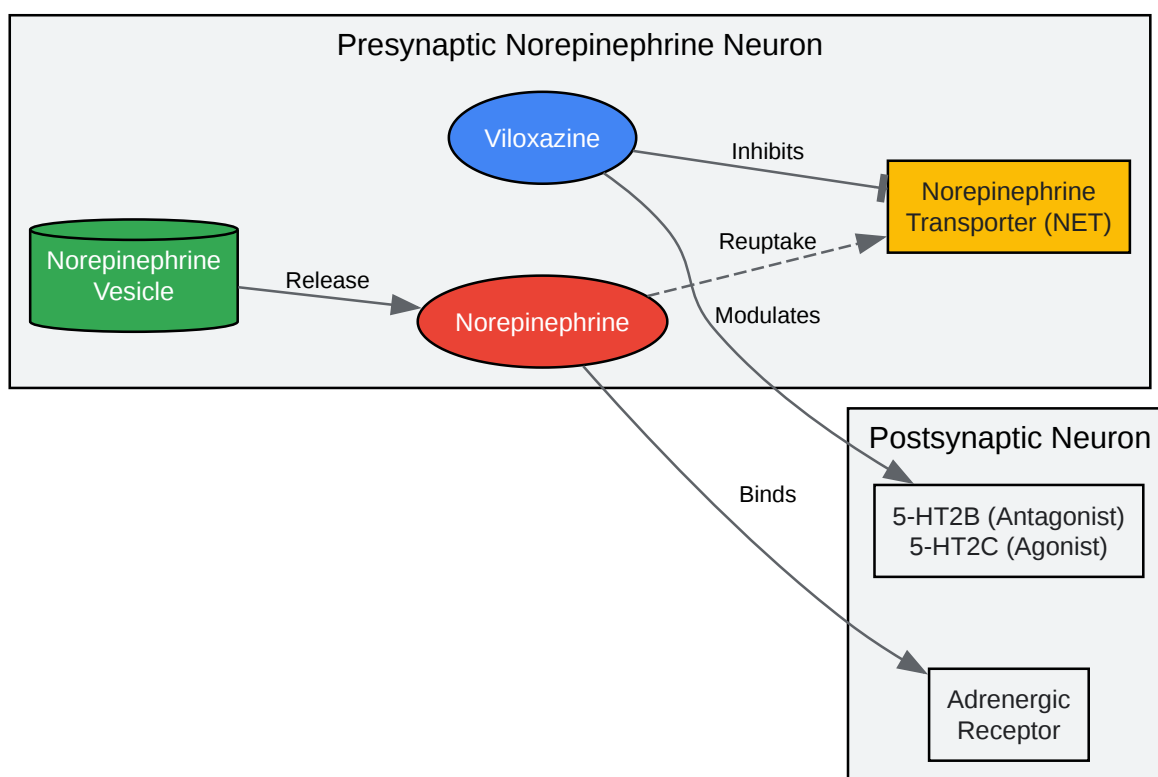 Presynaptic Norepinephrine Neuron
Viloxazine
Inhibits
Norepinephrine
Transporter (NET)
Norepinephrine
Vesicle
Release
Reuptake
Norepinephrine
Modulates
Postsynaptic Neuron
Binds
5-HT2B (Antagonist)
5-HT2C (Agonist)
Adrenergic
Receptor